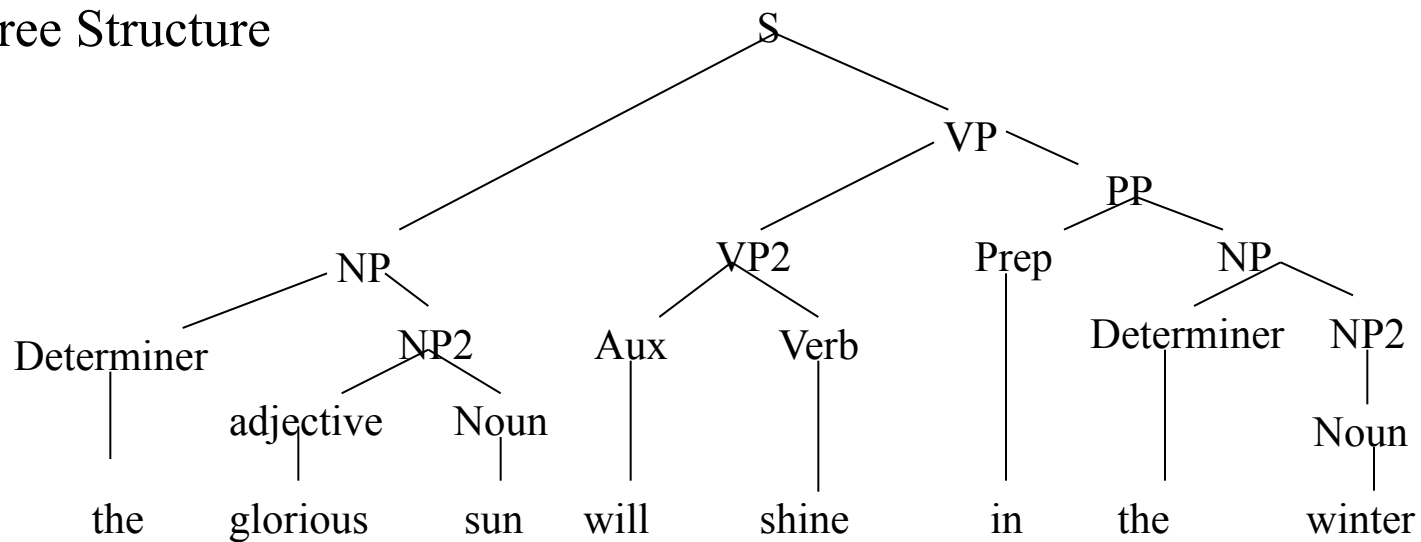 ree Structure
S
VP
PP
NP VP2 Prep NP
Determiner NP2 Aux Verb Determiner NP2
adjective Noun Noun
the glorious sun will shine in the winter